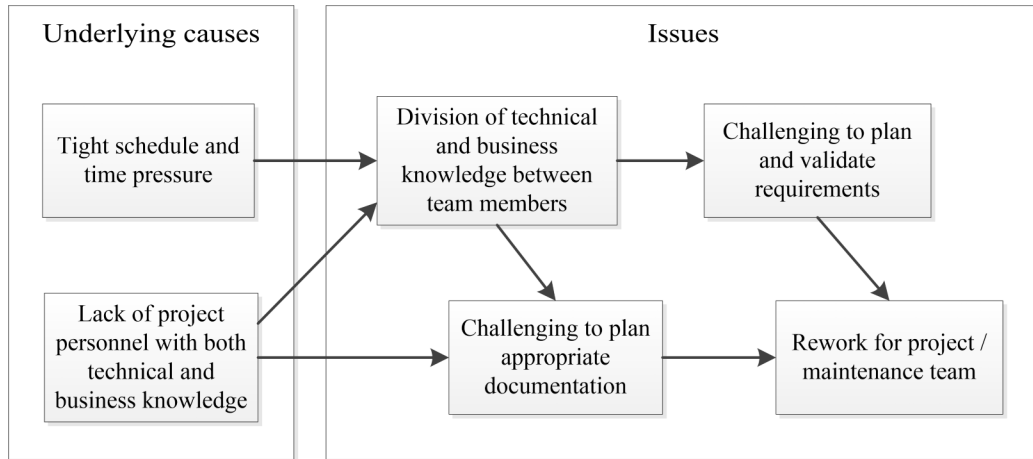 Underlying causes
Issues
Tight schedule and
time pressure
Division of technical
and business
knowledge between
team members
Challenging to plan
and validate
requirements
Lack of project
personnel with both
technical and
business knowledge
Challenging to plan
appropriate
documentation
Rework for project /
maintenance team